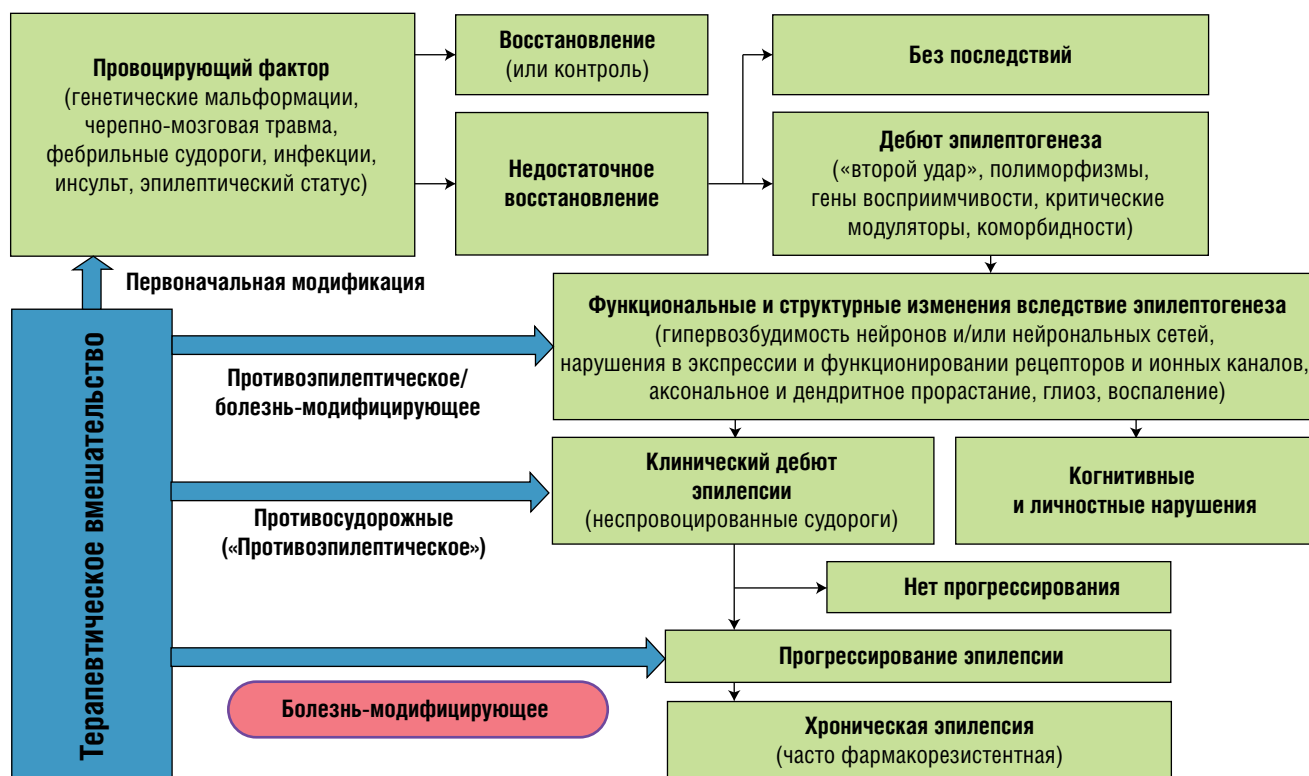 Провоцирующий фактор
(генетические мальформации,
черепно-мозговая травма,
фебрильные судороги, инфекции,
инсульт, эпилептический статус)
Восстановление
(или контроль)
Без последствий
Недостаточное
восстановление
Дебют эпилептогенеза
(«второй удар», полиморфизмы,
гены восприимчивости, критические
модуляторы, коморбидности)
Первоначальная модификация
Функциональные и структурные изменения вследствие эпилептогенеза
(гипервозбудимость нейронов и/или нейрональных сетей,
нарушения в экспрессии и функционировании рецепторов и ионных каналов,
аксональное и дендритное прорастание, глиоз, воспаление)
Терапевтическое вмешательство
Противоэпилептическое/
болезнь-модифицирующее
Клинический дебют
эпилепсии
(неспровоцированные судороги)
Когнитивные
и личностные нарушения
Противосудорожные
(«Противоэпилептическое»)
Нет прогрессирования
Прогрессирование эпилепсии
Болезнь-модифицирующее
Хроническая эпилепсия
(часто фармакорезистентная)